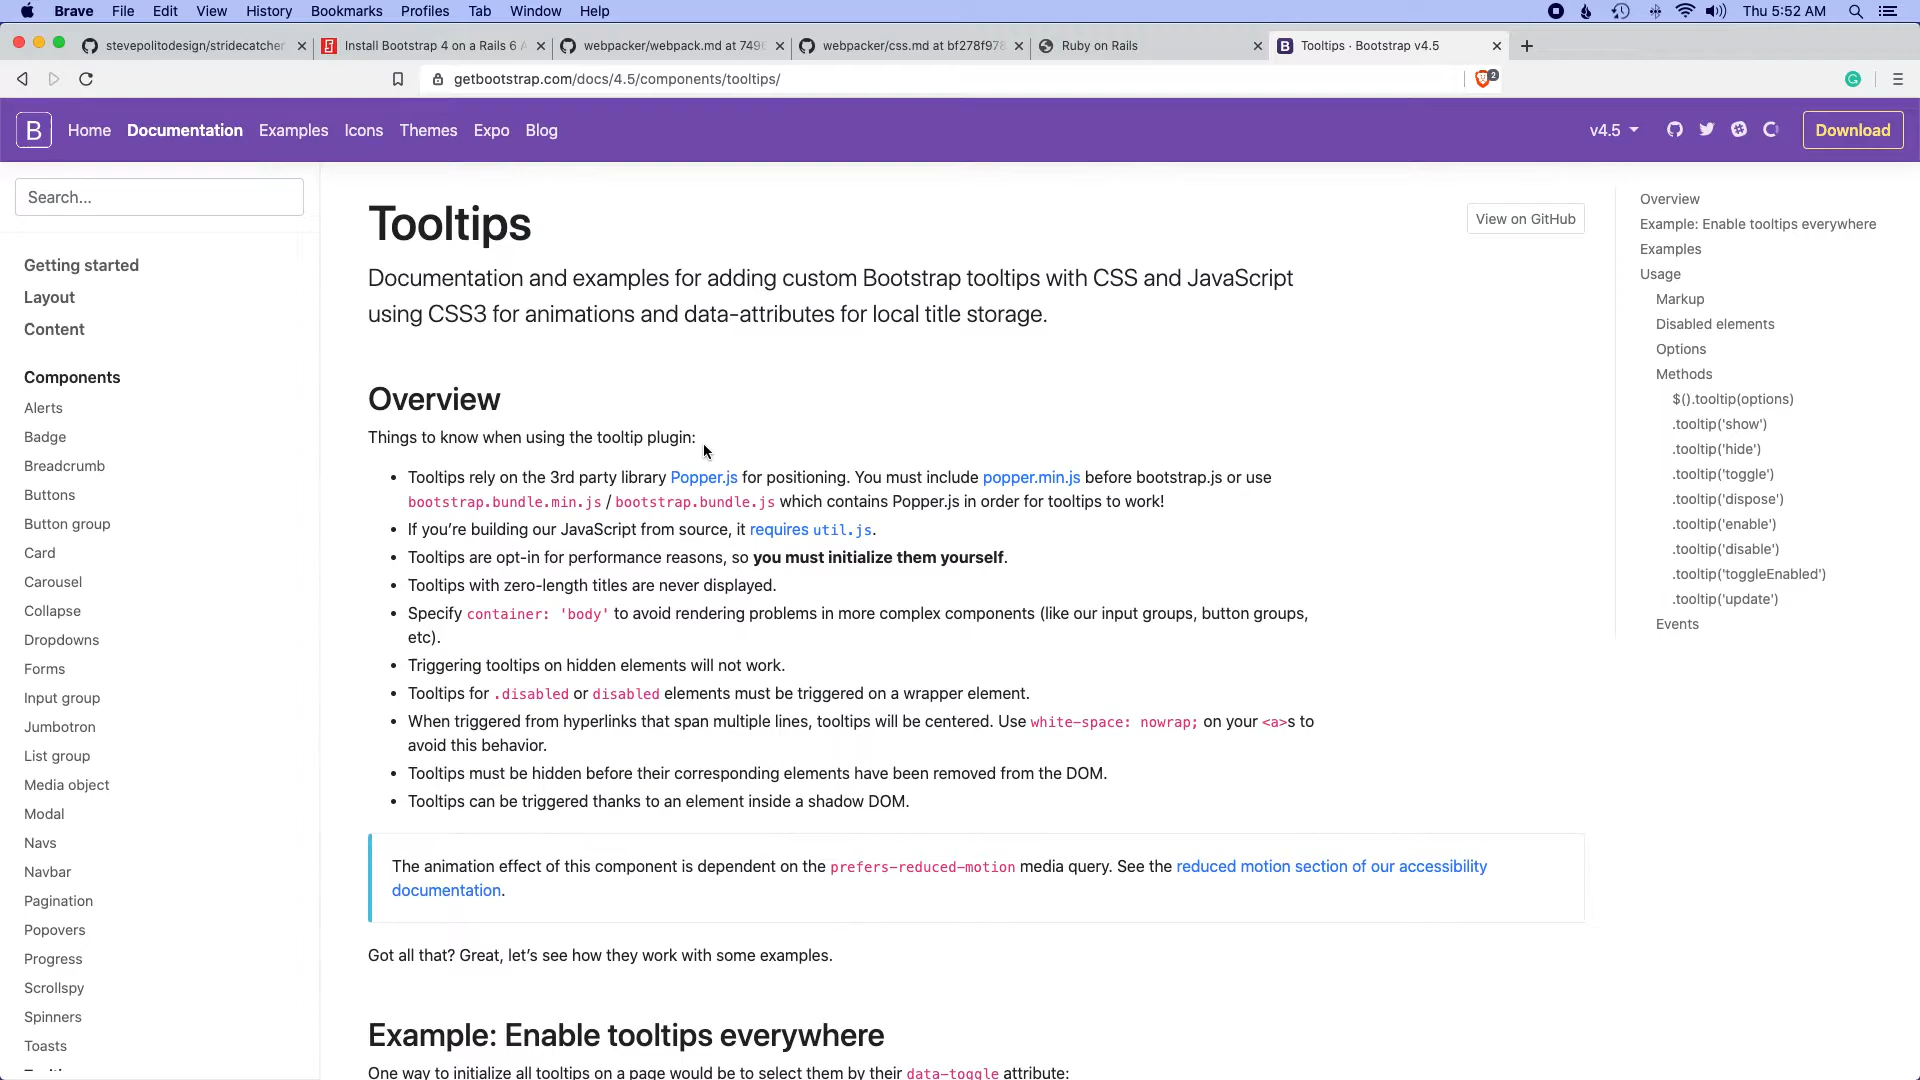 Brave File Edit View History Bookmarks Profiles Tab Window Help Thu 5:52 AM
stevepolitodesign/stridecatcher Install Bootstrap 4 on a Rails 6 A webpacker/webpack.md at 749 webpacker/css.md at bf278f978 Ruby on Rails B Tooltips · Bootstrap v4.5
getbootstrap.com/docs/4.5/components/tooltips/ 2
B Home Documentation Examples Icons Themes Expo Blog v4.5 Download
Search...
Getting started
Layout
Content
Components
Alerts
Badge
Breadcrumb
Buttons
Button group
Card
Carousel
Collapse
Dropdowns
Forms
Input group
Jumbotron
List group
Media object
Modal
Navs
Navbar
Pagination
Popovers
Progress
Scrollspy
Spinners
Toasts
Tooltips
View on GitHub
Documentation and examples for adding custom Bootstrap tooltips with CSS and JavaScript
using CSS3 for animations and data-attributes for local title storage.
Overview
Things to know when using the tooltip plugin:
• Tooltips rely on the 3rd party library Popper.js for positioning. You must include popper.min.js before bootstrap.js or use
bootstrap.bundle.min.js / bootstrap.bundle.js which contains Popper.js in order for tooltips to work!
• If you’re building our JavaScript from source, it requires util.js.
• Tooltips are opt-in for performance reasons, so you must initialize them yourself.
• Tooltips with zero-length titles are never displayed.
• Specify container: 'body' to avoid rendering problems in more complex components (like our input groups, button groups,
etc).
• Triggering tooltips on hidden elements will not work.
• Tooltips for .disabled or disabled elements must be triggered on a wrapper element.
• When triggered from hyperlinks that span multiple lines, tooltips will be centered. Use white-space: nowrap; on your <a>s to
avoid this behavior.
• Tooltips must be hidden before their corresponding elements have been removed from the DOM.
• Tooltips can be triggered thanks to an element inside a shadow DOM.
The animation effect of this component is dependent on the prefers-reduced-motion media query. See the reduced motion section of our accessibility
documentation.
Got all that? Great, let’s see how they work with some examples.
Example: Enable tooltips everywhere
One way to initialize all tooltips on a page would be to select them by their data-toggle attribute:
Overview
Example: Enable tooltips everywhere
Examples
Usage
Markup
Disabled elements
Options
Methods
$().tooltip(options)
.tooltip('show')
.tooltip('hide')
.tooltip('toggle')
.tooltip('dispose')
.tooltip('enable')
.tooltip('disable')
.tooltip('toggleEnabled')
.tooltip('update')
Events